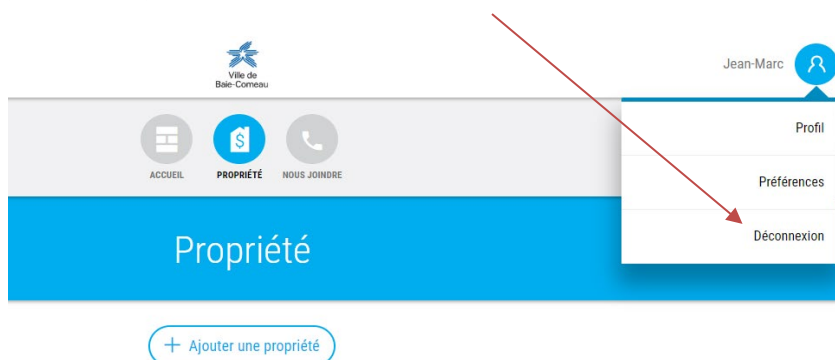 Ville de
Baie-Comeau
Jean-Marc
Profil
Préférences
Déconnexion
ACCUEIL
PROPRIÉTÉ
NOUS JOINDRE
$
Propriété
+ Ajouter une propriété